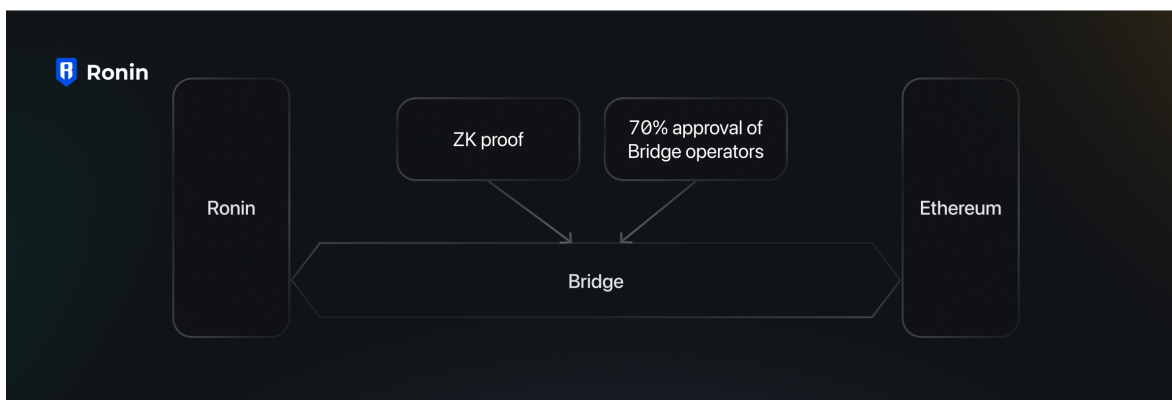 Ronin
ZK proof
70% approval of
Bridge operators
Ronin
Ethereum
Bridge